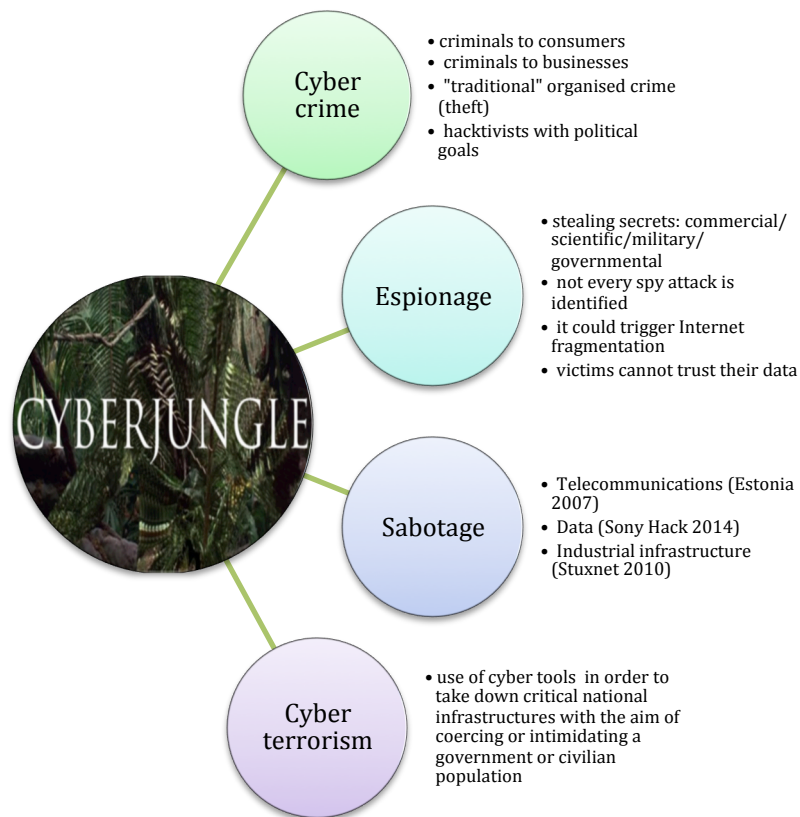 Cyber
crime
• criminals to consumers
• criminals to businesses
• "traditional" organised crime
(theft)
• hacktivists with political
goals
Espionage
• stealing secrets: commercial/
scientific/military/
governmental
• not every spy attack is
identified
• it could trigger Internet
fragmentation
• victims cannot trust their data
CYBERJUNGLE
Sabotage
• Telecommunications (Estonia
2007)
• Data (Sony Hack 2014)
• Industrial infrastructure
(Stuxnet 2010)
Cyber
terrorism
• use of cyber tools in order to
take down critical national
infrastructures with the aim of
coercing or intimidating a
government or civilian
population